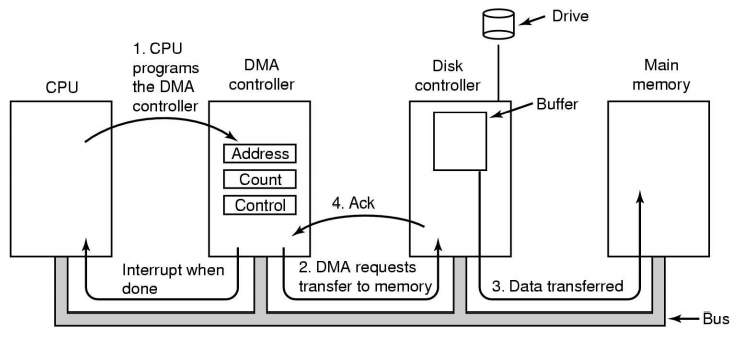 Drive
1. CPU
programs
the DMA
controller
CPU
DMA
controller
Disk
controller
Main
memory
Buffer
Address
Count
Control
4. Ack
Interrupt when
done
2. DMA requests
transfer to memory
3. Data transferred
Bus